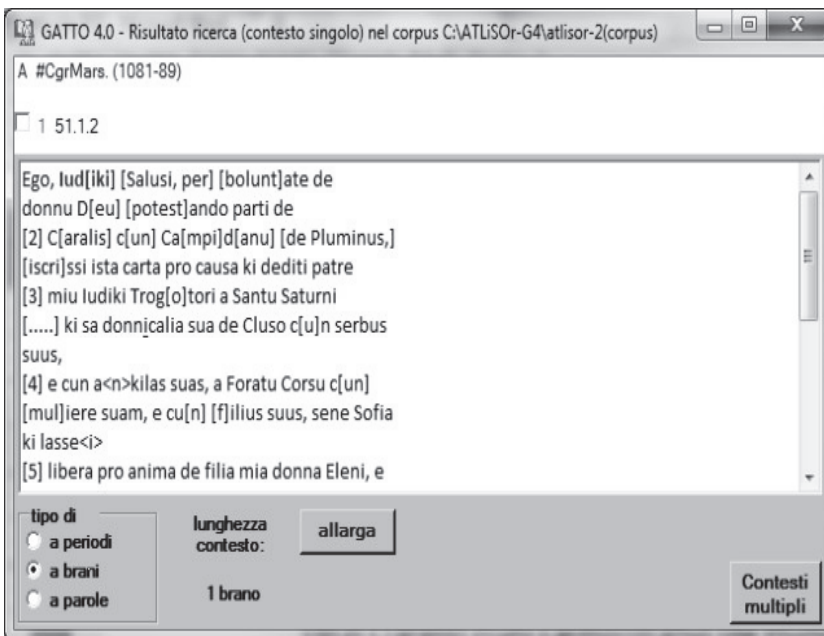 GATTO 4.0 - Risultato ricerca (contesto singolo) nel corpus C:\ATLiSOr-G4\atlisor-2(corpus)
A #CgrMars. (1081-89)
1 51.1.2
Ego, Iud[iki] [Salusi, per] [bolunt]ate de
donnu D[eu] [potest]ando parti de
[2] C[aralis] c[un] Ca[mpi]d[anu] [de Pluminus,]
[iscri]ssi ista carta pro causa ki dediti patre
[3] miu Iudiki Trog[o]tori a Santu Saturni
[.....] ki sa donnicalia sua de Cluso c[u]n serbus
suus,
[4] e cun a<n>kilas suas, a Foratu Corsu c[un]
[mul]iere suam, e cu[n] [f]ilius suus, sene Sofia
ki lasse<i>
[5] libera pro anima de filia mia donna Eleni, e
tipo di
a periodi
a brani
a parole
lunghezza
contesto:
1 brano
allarga
Contesti
multipli